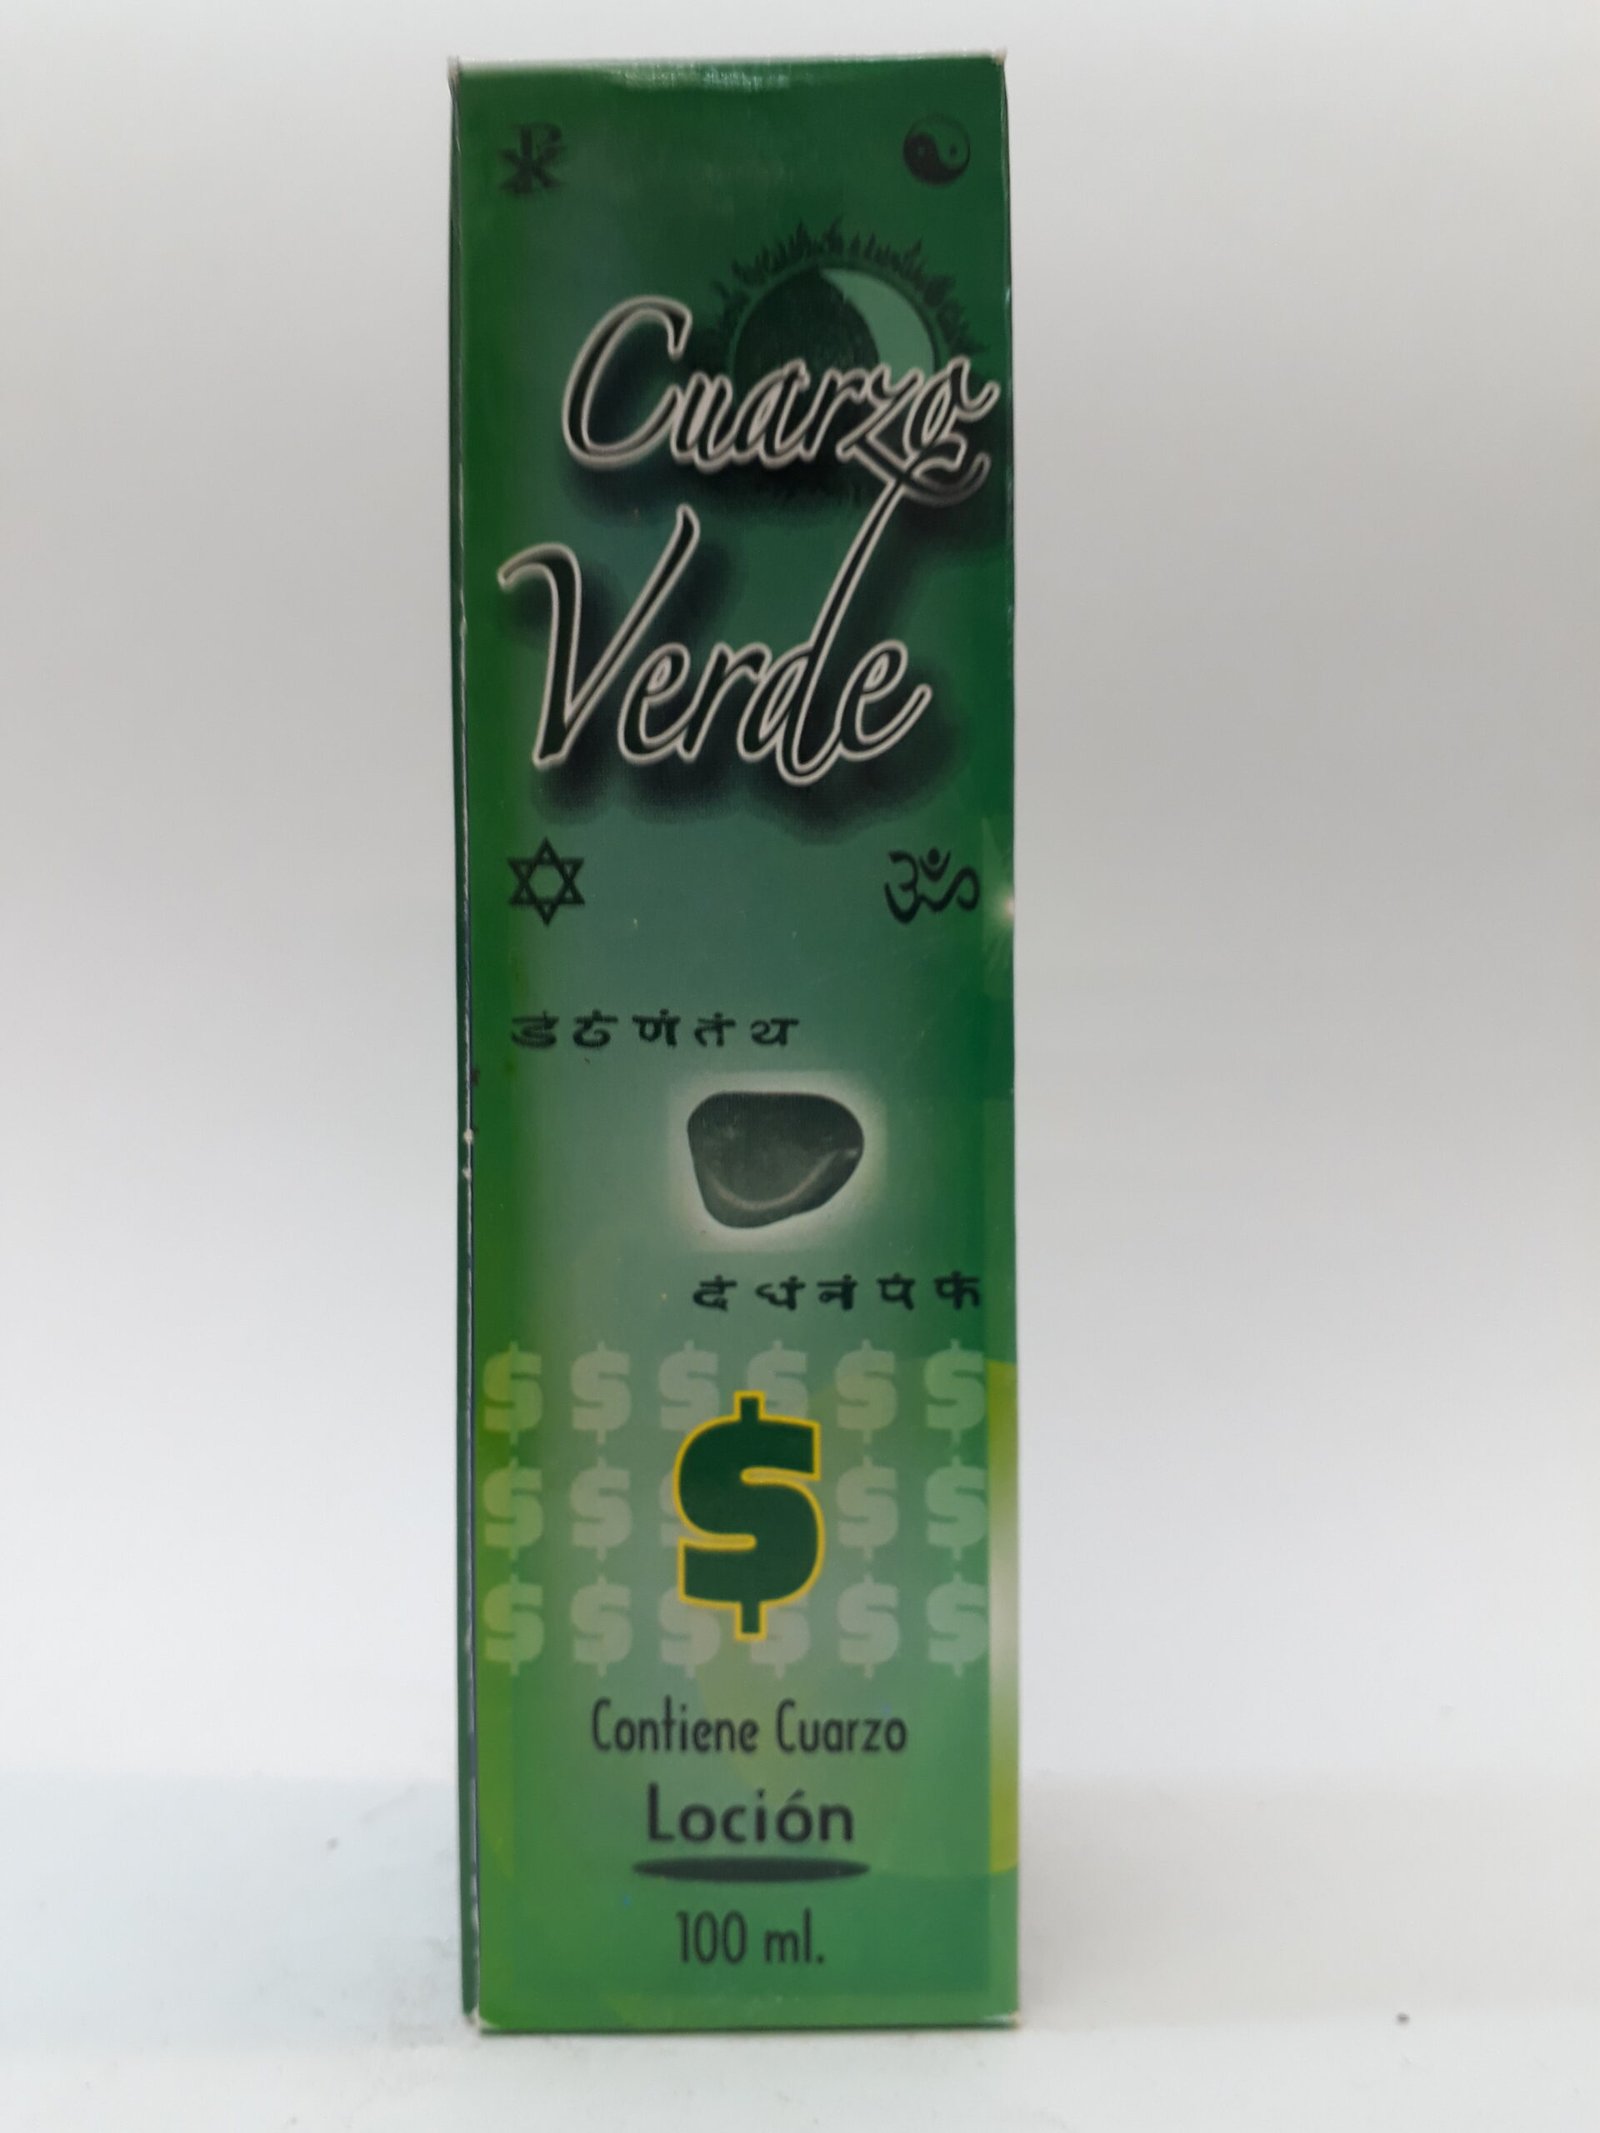 Cuarzo
Verde
ॐ
डं ठं णं तं थ
दं धं नं पं फं
$ $ $ $ $ $
$
$ $ $ $ $
$ $ $ $ $ $
Contiene Cuarzo
Loción
100 ml.